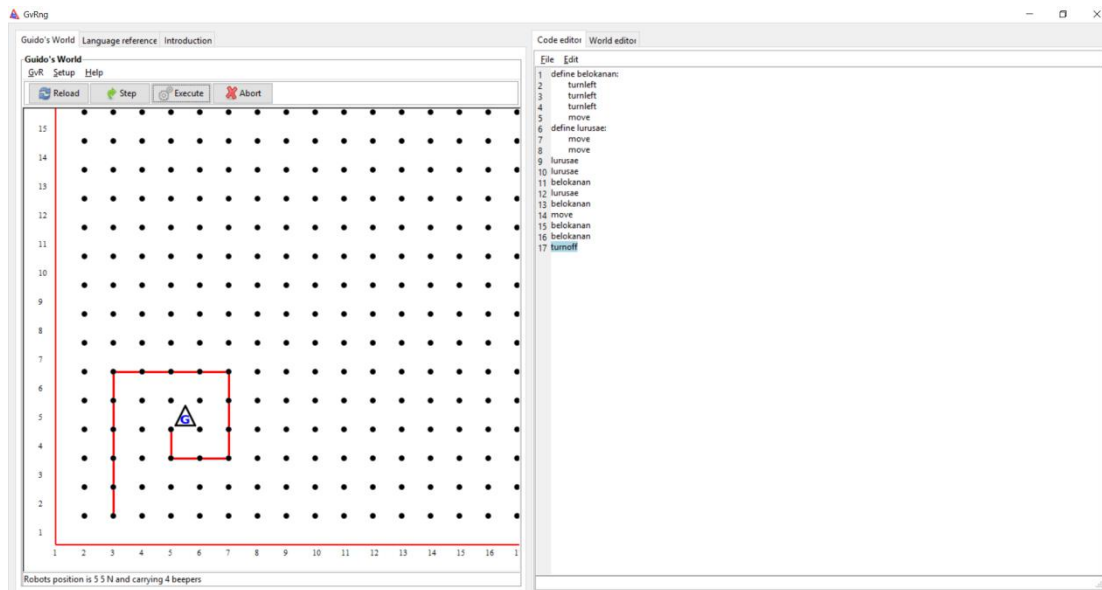 GvRng
Guido's World Language reference Introduction
Guido's World
GvR Setup Help
Reload Step Execute Abort
15
14
13
12
11
10
9
8
7
6
5
4
3
2
1
G
1 2 3 4 5 6 7 8 9 10 11 12 13 14 15 16 1
Robots position is 5 5 N and carrying 4 beepers
Code editor World editor
File Edit
1 define belokanan:
2 turnleft
3 turnleft
4 turnleft
5 move
6 define lurusae:
7 move
8 move
9 lurusae
10 lurusae
11 belokanan
12 lurusae
13 belokanan
14 move
15 belokanan
16 belokanan
17 turnoff